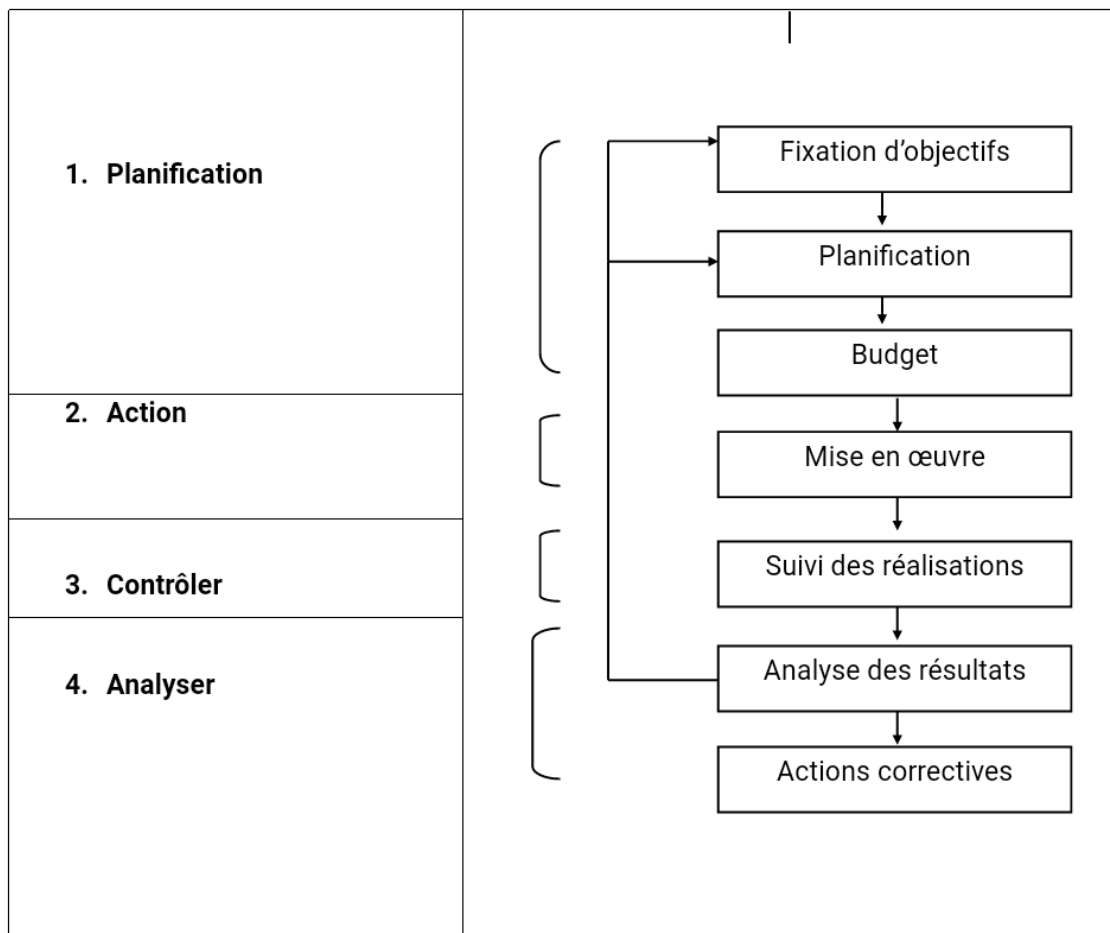 1. Planification
2. Action
3. Contrôler
4. Analyser
Fixation d’objectifs
Planification
Budget
Mise en œuvre
Suivi des réalisations
Analyse des résultats
Actions correctives